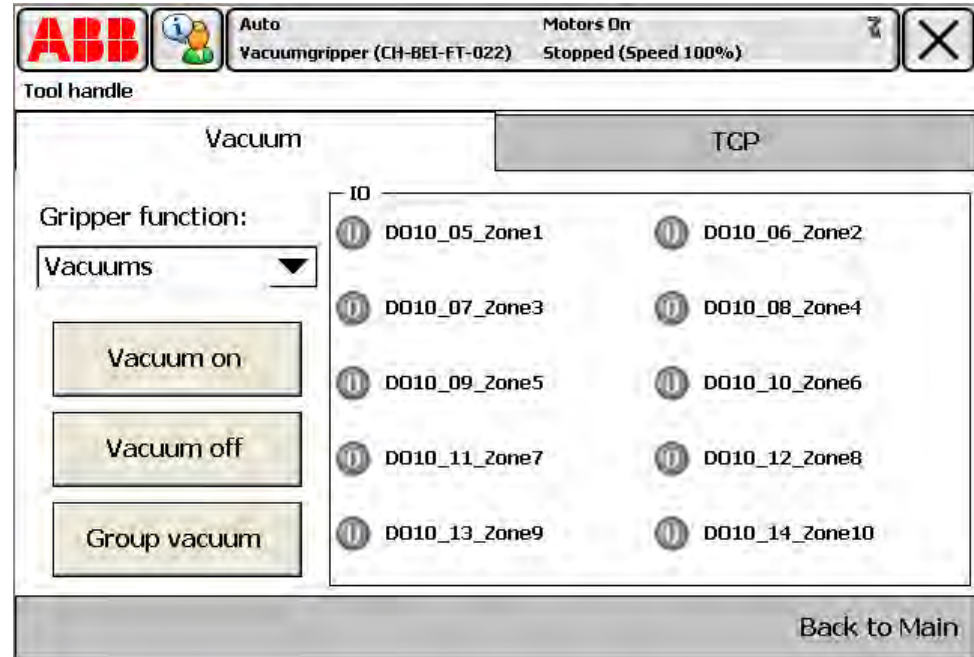 ABB
Auto
Motors On
Vacuumgripper (CH-BEI-FT-022)
Stopped (Speed 100%)
Tool handle
Vacuum
TCP
Gripper function:
Vacuums
Vacuum on
Vacuum off
Group vacuum
IO
DO10_05_Zone1
DO10_06_Zone2
DO10_07_Zone3
DO10_08_Zone4
DO10_09_Zone5
DO10_10_Zone6
DO10_11_Zone7
DO10_12_Zone8
DO10_13_Zone9
DO10_14_Zone10
Back to Main